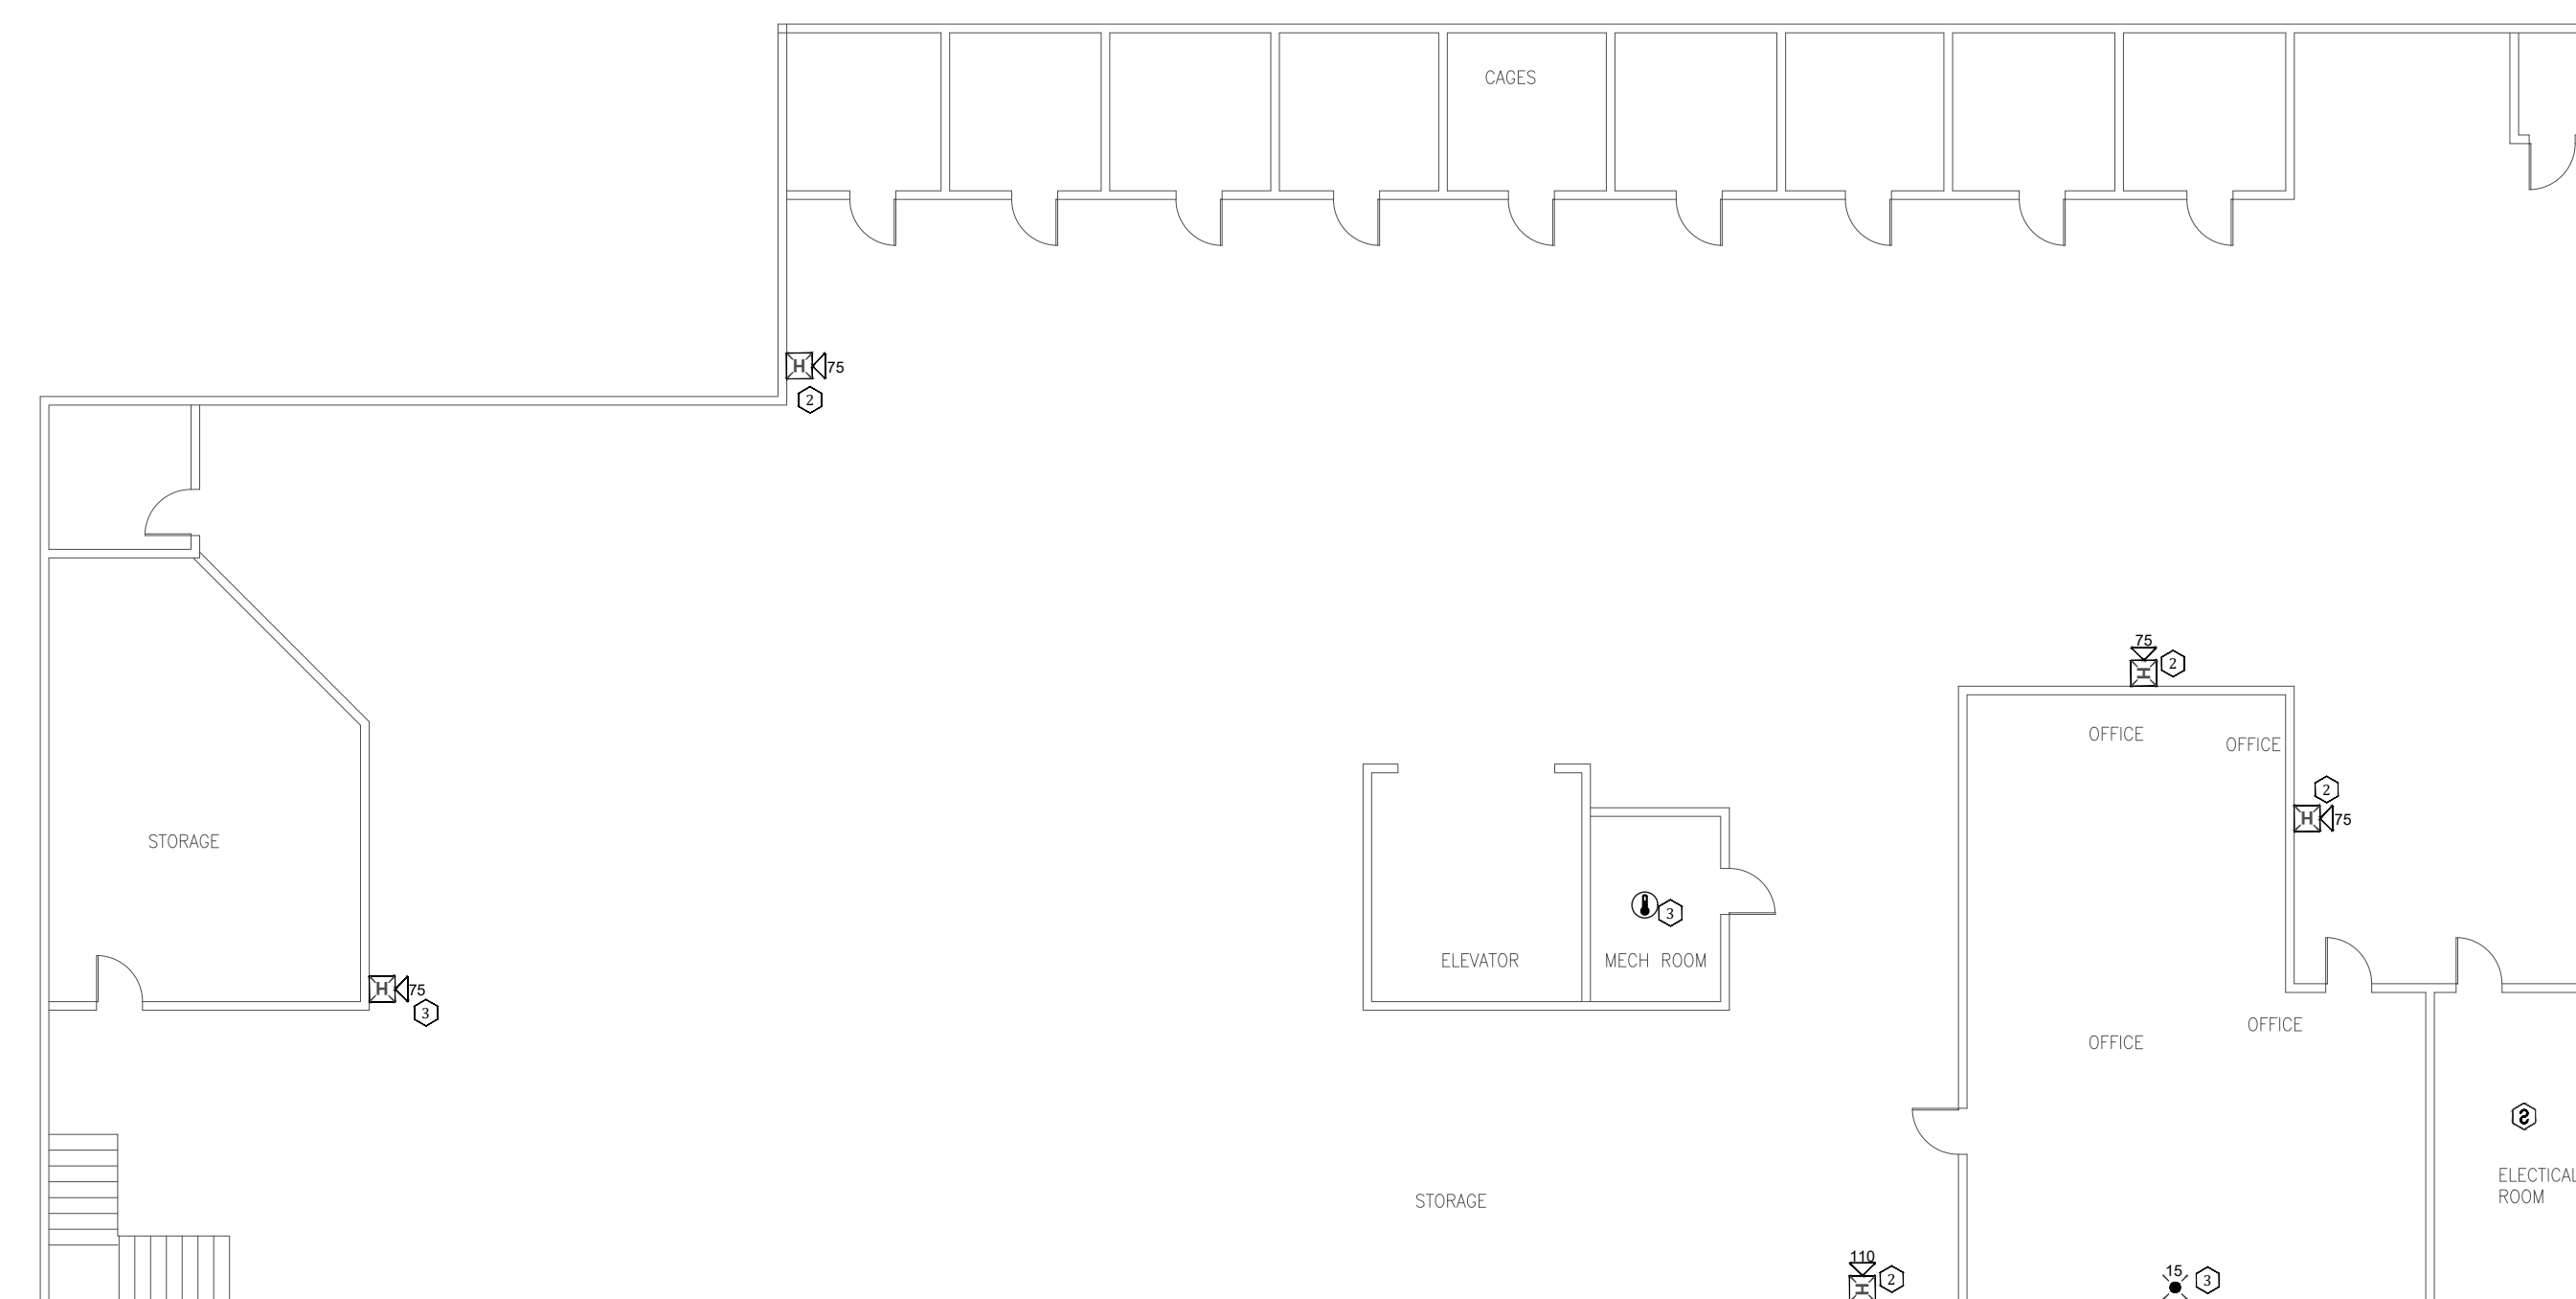 CAGES
H 75
2
75
2
H
OFFICE
OFFICE
2
H 75
STORAGE
3
ELEVATOR
MECH ROOM
H 75
3
OFFICE
OFFICE
S
ELECTICAL
ROOM
STORAGE
110
2
H
15
3